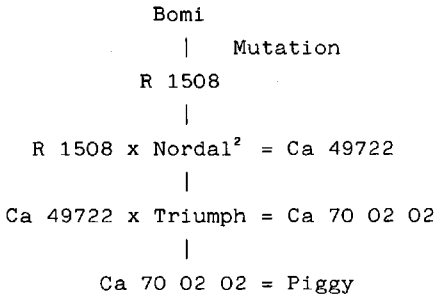 Bomi
Mutation
R 1508
R 1508 x Nordal² = Ca 49722
Ca 49722 x Triumph = Ca 70 02 02
Ca 70 02 02 = Piggy